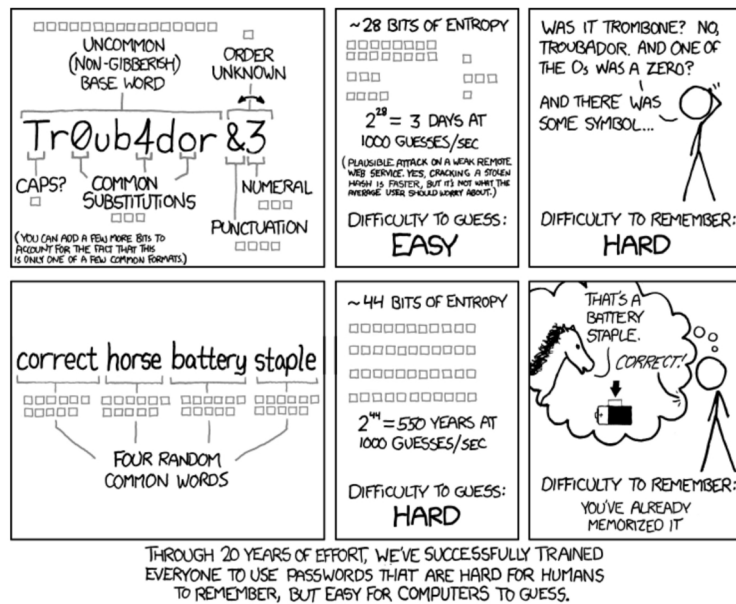 UNCOMMON
(NON-GIBBERISH)
BASE WORD
ORDER
UNKNOWN
Tr0ub4dor &3
CAPS?
COMMON
SUBSTITUTIONS
NUMERAL
PUNCTUATION
(YOU CAN ADD A FEW MORE BITS TO
ACCOUNT FOR THE FACT THAT THIS
IS ONLY ONE OF A FEW COMMON FORMATS.)
~28 BITS OF ENTROPY
2^28 = 3 DAYS AT
1000 GUESSES/SEC
(PLAUSIBLE ATTACK ON A WEAK REMOTE
WEB SERVICE. YES, CRACKING A STOLEN
HASH IS FASTER, BUT IT'S NOT WHAT THE
AVERAGE USER SHOULD WORRY ABOUT.)
DIFFICULTY TO GUESS:
EASY
WAS IT TROMBONE? NO,
TROUBADOR. AND ONE OF
THE Os WAS A ZERO?
AND THERE WAS
SOME SYMBOL...
DIFFICULTY TO REMEMBER:
HARD
correct horse battery staple
FOUR RANDOM
COMMON WORDS
~44 BITS OF ENTROPY
2^44 = 550 YEARS AT
1000 GUESSES/SEC
DIFFICULTY TO GUESS:
HARD
THAT'S A
BATTERY
STAPLE.
CORRECT!
DIFFICULTY TO REMEMBER:
YOU'VE ALREADY
MEMORIZED IT
THROUGH 20 YEARS OF EFFORT, WE'VE SUCCESSFULLY TRAINED
EVERYONE TO USE PASSWORDS THAT ARE HARD FOR HUMANS
TO REMEMBER, BUT EASY FOR COMPUTERS TO GUESS.